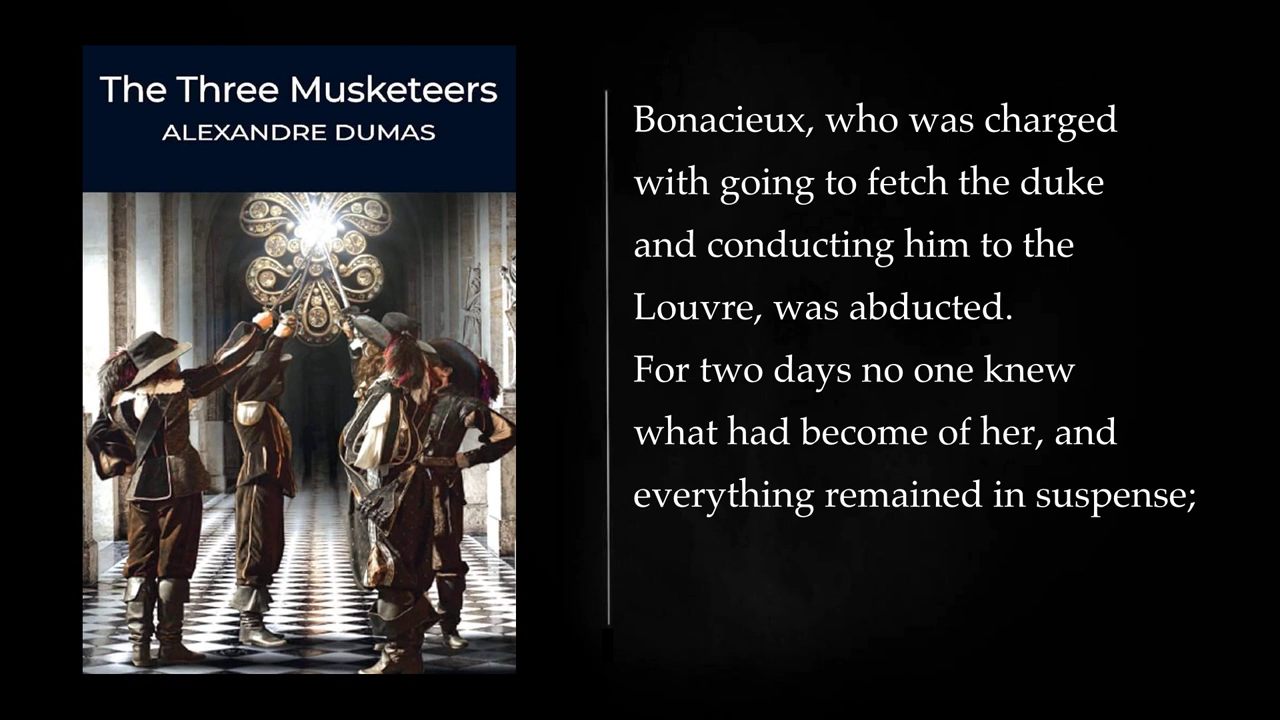 The Three Musketeers
ALEXANDRE DUMAS
Bonacieux, who was charged
with going to fetch the duke
and conducting him to the
Louvre, was abducted.
For two days no one knew
what had become of her, and
everything remained in suspense;